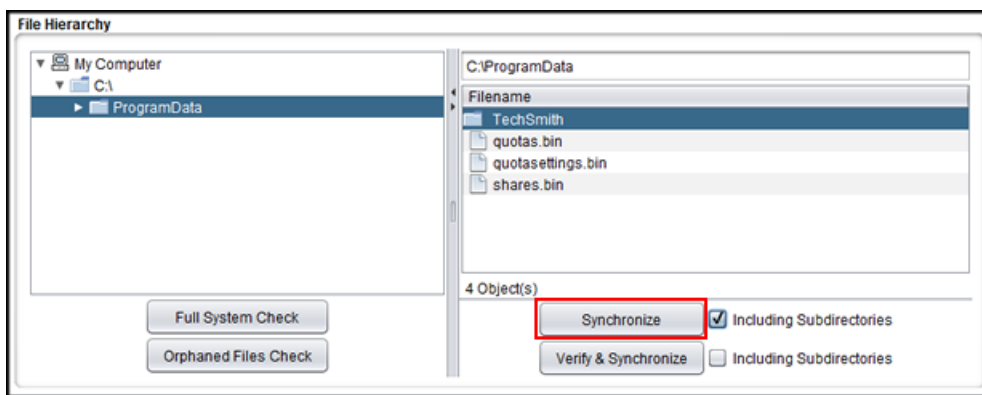 File Hierarchy
My Computer
C:\
ProgramData
Full System Check
Orphaned Files Check
C:\ProgramData
Filename
TechSmith
quotas.bin
quotasettings.bin
shares.bin
4 Object(s)
Synchronize Including Subdirectories
Verify & Synchronize Including Subdirectories